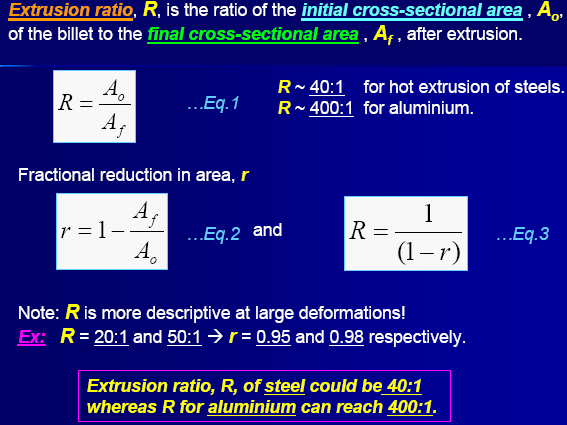 Extrusion ratio, R, is the ratio of the initial cross-sectional area , Ao,
of the billet to the final cross-sectional area , Af , after extrusion.
R = Ao / Af …Eq.1
R ~ 40:1 for hot extrusion of steels.
R ~ 400:1 for aluminium.
Fractional reduction in area, r
r = 1 − Af / Ao …Eq.2 and R = 1 / (1 − r) …Eq.3
Note: R is more descriptive at large deformations!
Ex: R = 20:1 and 50:1 → r = 0.95 and 0.98 respectively.
Extrusion ratio, R, of steel could be 40:1
whereas R for aluminium can reach 400:1.